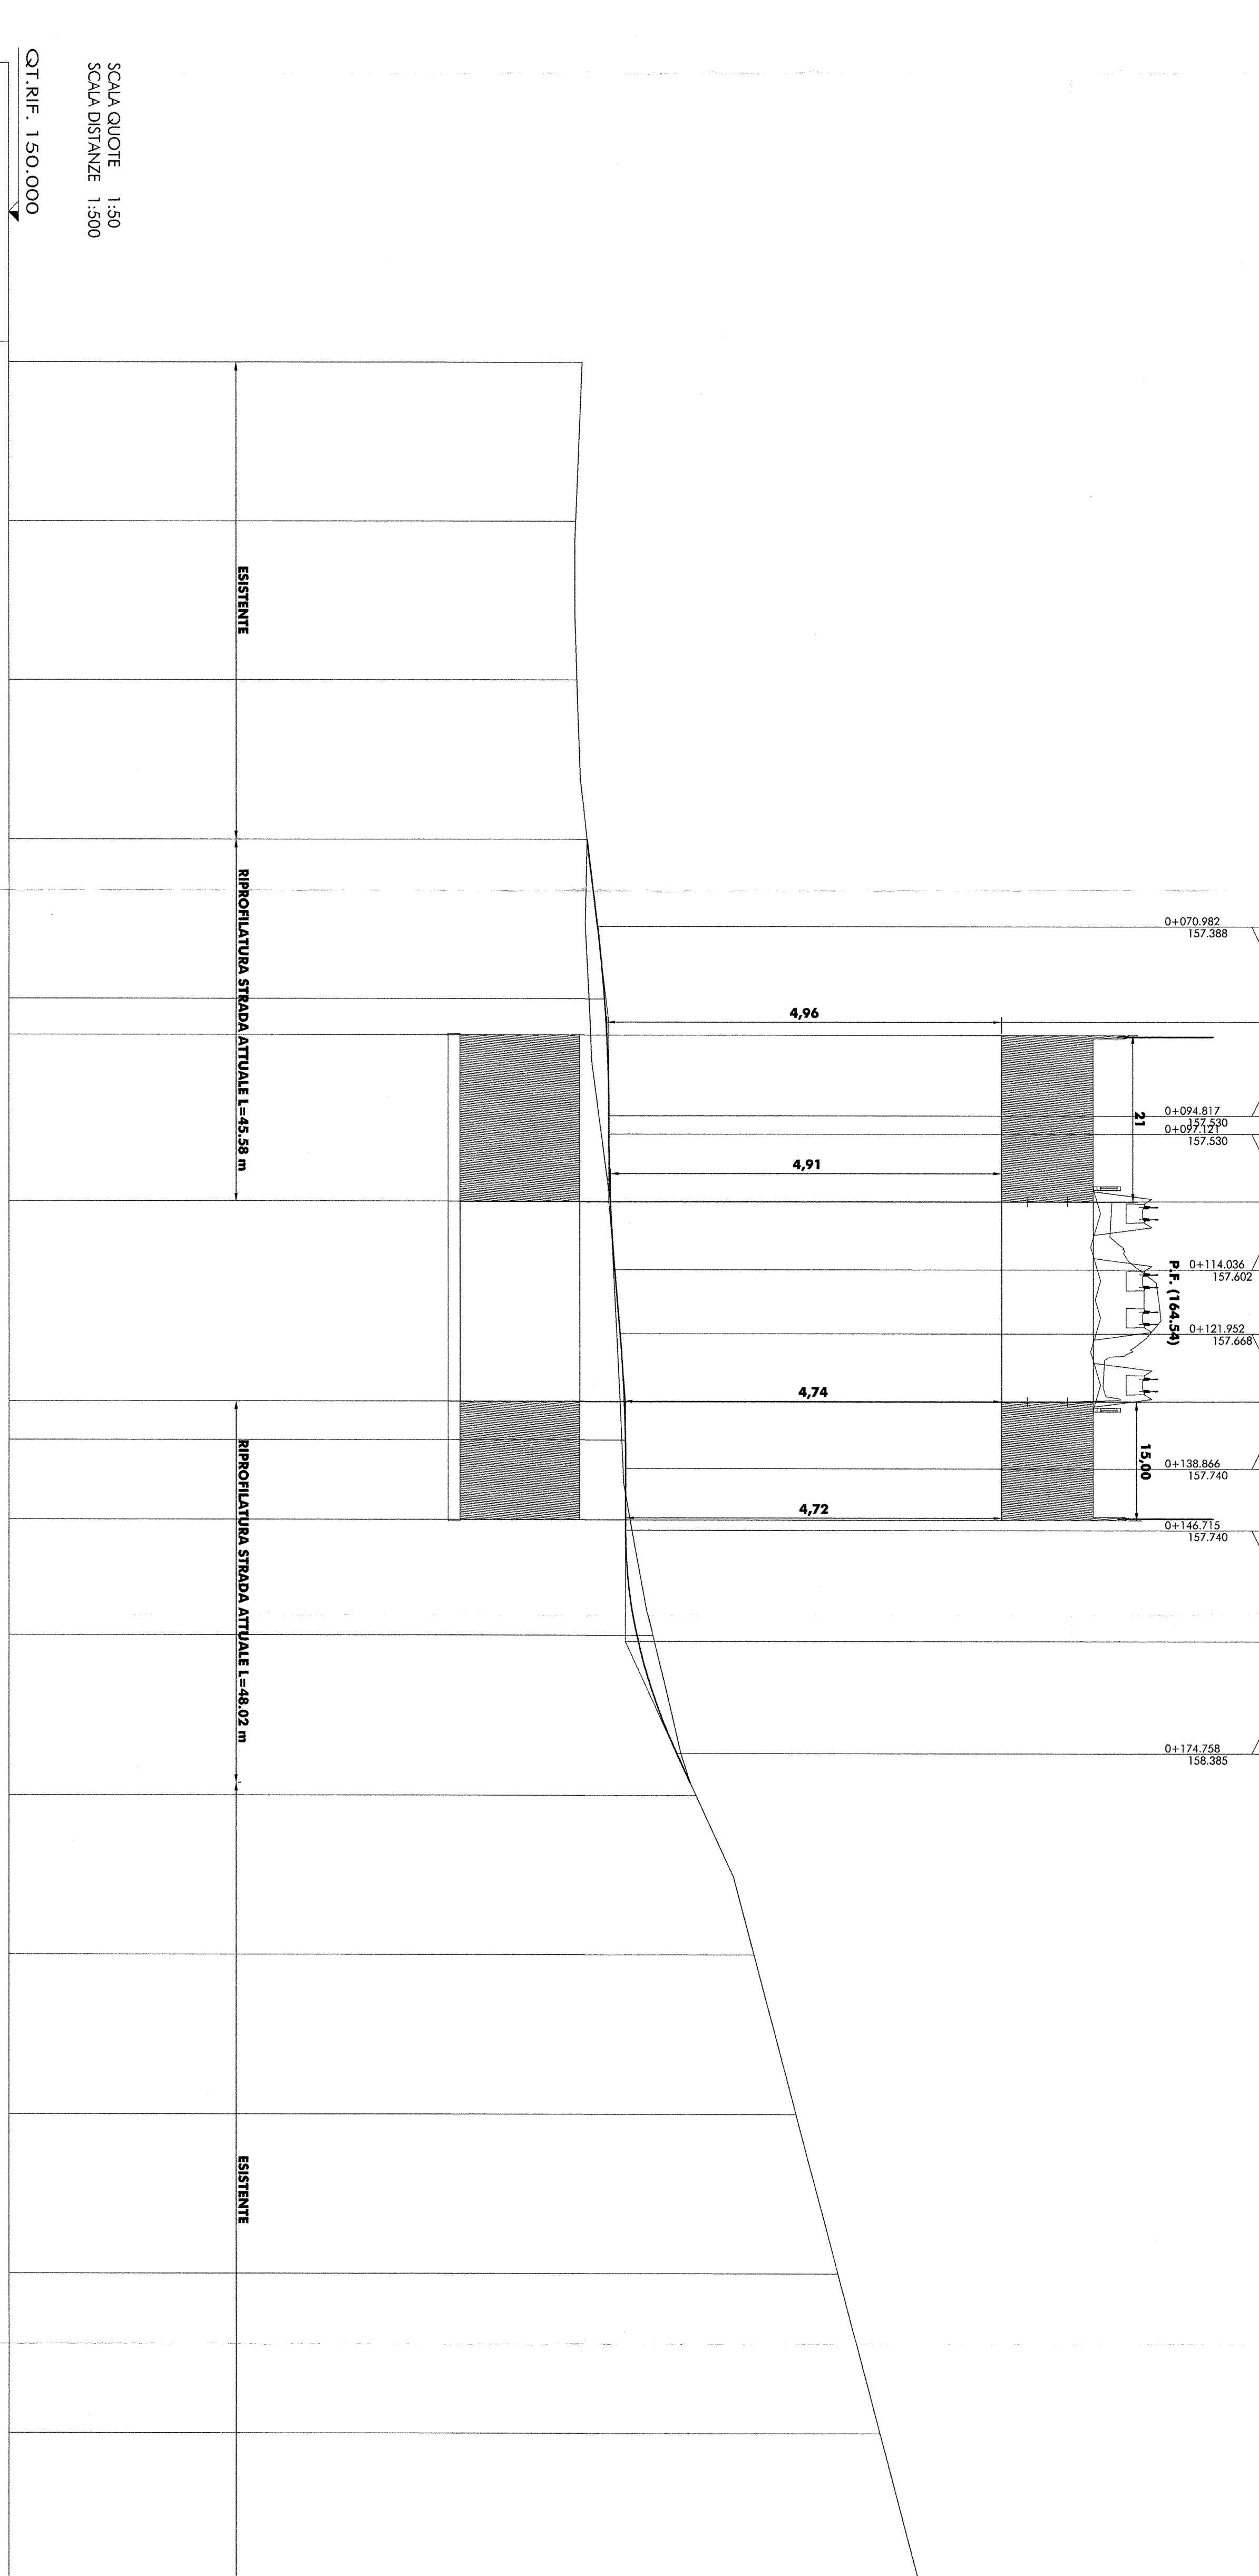 SCALA QUOTE 1:50
SCALA DISTANZE 1:500
QT.RIF. 150.000
0+070.982
157.388
4,96
21
0+094.817
157.530
0+097.121
157.530
4,91
P.F. (164.54)
0+114.036
157.602
0+121.952
157.668
4,74
15,00
0+138.866
157.740
4,72
0+146.715
157.740
0+174.758
158.385
ESISTENTE
RIPROFILATURA STRADA ATTUALE L=45.58 m
RIPROFILATURA STRADA ATTUALE L=48.02 m
ESISTENTE